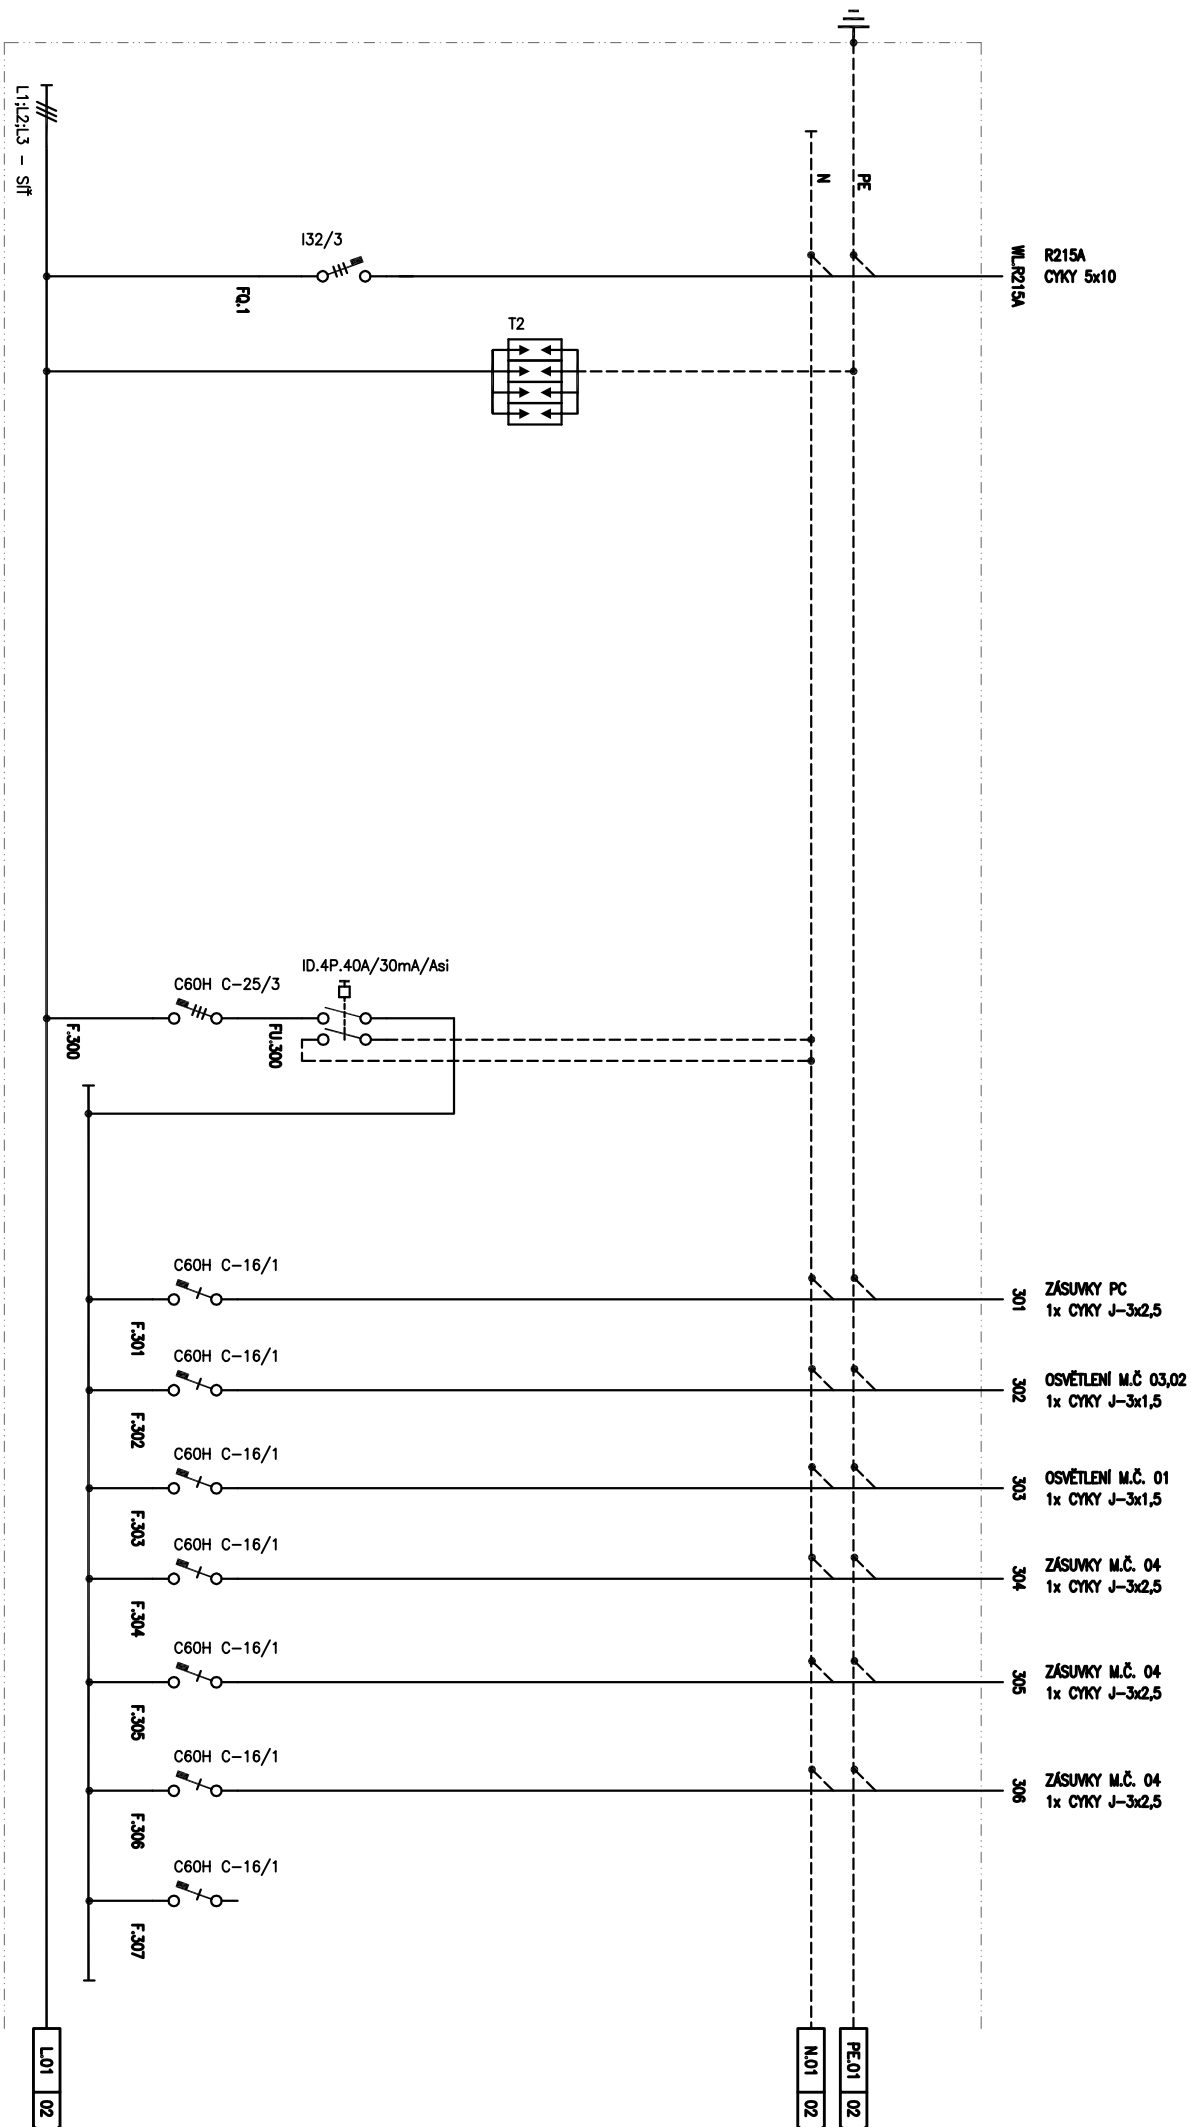 L1;L2;L3 - SÍŤ
N
PE
I32/3
FQ.1
WL.R215A
R215A
CYKY 5x10
T2
ID.4P.40A/30mA/Asi
C60H C-25/3
F.300
FU.300
C60H C-16/1
F.301
301
ZÁSUVKY PC
1x CYKY J-3x2,5
C60H C-16/1
F.302
302
OSVĚTLENÍ M.Č 03,02
1x CYKY J-3x1,5
C60H C-16/1
F.303
303
OSVĚTLENÍ M.Č. 01
1x CYKY J-3x1,5
C60H C-16/1
F.304
304
ZÁSUVKY M.Č. 04
1x CYKY J-3x2,5
C60H C-16/1
F.305
305
ZÁSUVKY M.Č. 04
1x CYKY J-3x2,5
C60H C-16/1
F.306
306
ZÁSUVKY M.Č. 04
1x CYKY J-3x2,5
C60H C-16/1
F.307
L.01 02
N.01 02
PE.01 02